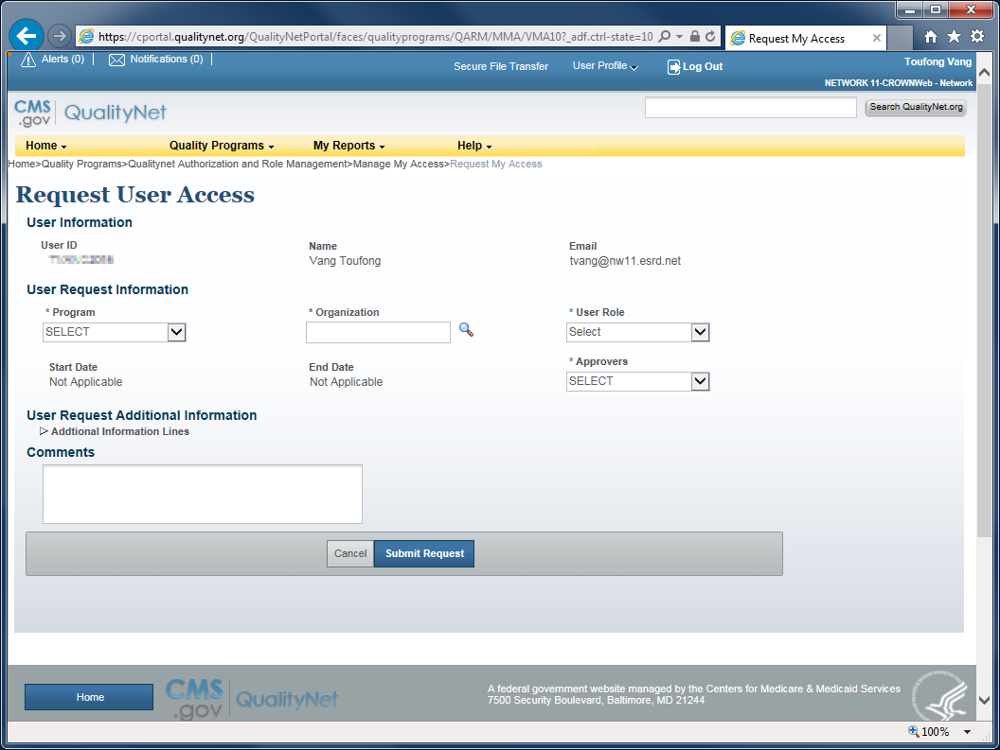 https://cportal.qualitynet.org/QualityNetPortal/faces/qualityprograms/QARM/MMA/VMA10?_adf.ctrl-state=10
Request My Access
Alerts (0)
Notifications (0)
Secure File Transfer
User Profile
Log Out
Toufong Vang
NETWORK 11-CROWNWeb - Network
CMS
.gov
QualityNet
Search QualityNet.org
Home
Quality Programs
My Reports
Help
Home>Quality Programs>Qualitynet Authorization and Role Management>Manage My Access>Request My Access
Request User Access
User Information
User ID
Name
Email
Vang Toufong
tvang@nw11.esrd.net
User Request Information
* Program
* Organization
* User Role
SELECT
Select
Start Date
End Date
* Approvers
Not Applicable
Not Applicable
SELECT
User Request Additional Information
Addtional Information Lines
Comments
Cancel
Submit Request
Home
CMS
.gov
QualityNet
A federal government website managed by the Centers for Medicare & Medicaid Services
7500 Security Boulevard, Baltimore, MD 21244
100%